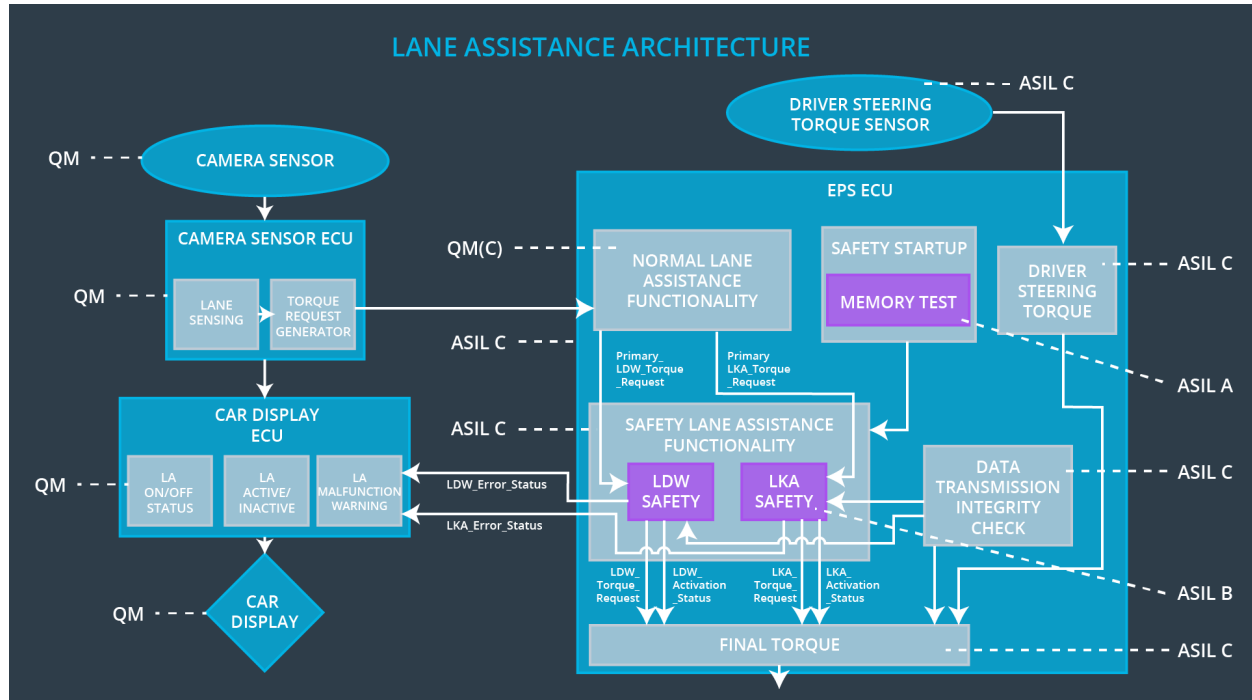 LANE ASSISTANCE ARCHITECTURE
ASIL C
DRIVER STEERING
TORQUE SENSOR
QM
CAMERA SENSOR
EPS ECU
CAMERA SENSOR ECU
QM
LANE
SENSING
TORQUE
REQUEST
GENERATOR
QM(C)
NORMAL LANE
ASSISTANCE
FUNCTIONALITY
SAFETY STARTUP
MEMORY TEST
DRIVER
STEERING
TORQUE
ASIL C
ASIL C
Primary_
LDW_Torque
_Request
Primary
LKA_Torque
_Request
ASIL A
CAR DISPLAY
ECU
QM
LA
ON/OFF
STATUS
LA
ACTIVE/
INACTIVE
LA
MALFUNCTION
WARNING
ASIL C
SAFETY LANE ASSISTANCE
FUNCTIONALITY
LDW
SAFETY
LKA
SAFETY
DATA
TRANSMISSION
INTEGRITY
CHECK
ASIL C
LDW_Error_Status
LKA_Error_Status
LDW_
Torque_
Request
LDW_
Activation
_Status
LKA_
Torque_
Request
LKA_
Activation
_Status
ASIL B
QM
CAR
DISPLAY
FINAL TORQUE
ASIL C